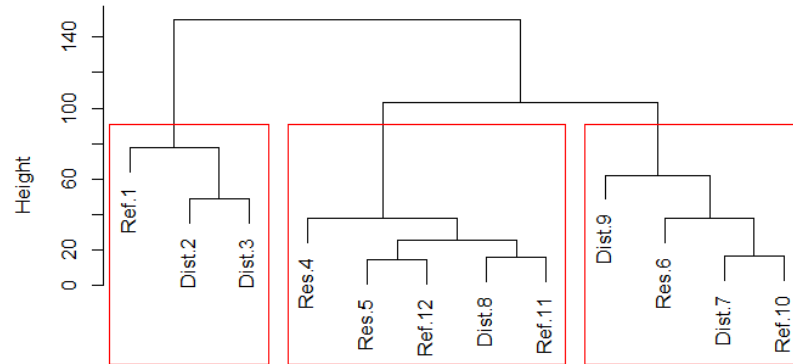 Height
140
100
60
20
0
Ref.1
Dist.2
Dist.3
Res.4
Res.5
Ref.12
Dist.8
Ref.11
Dist.9
Res.6
Dist.7
Ref.10